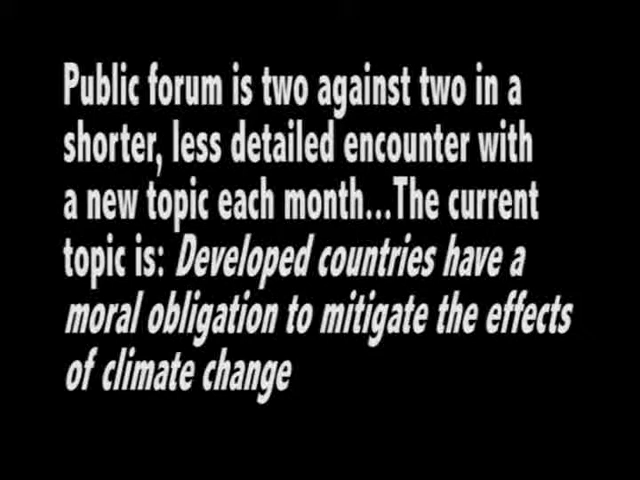 Public forum is two against two in a
shorter, less detailed encounter with
a new topic each month...The current
topic is: Developed countries have a
moral obligation to mitigate the effects
of climate change